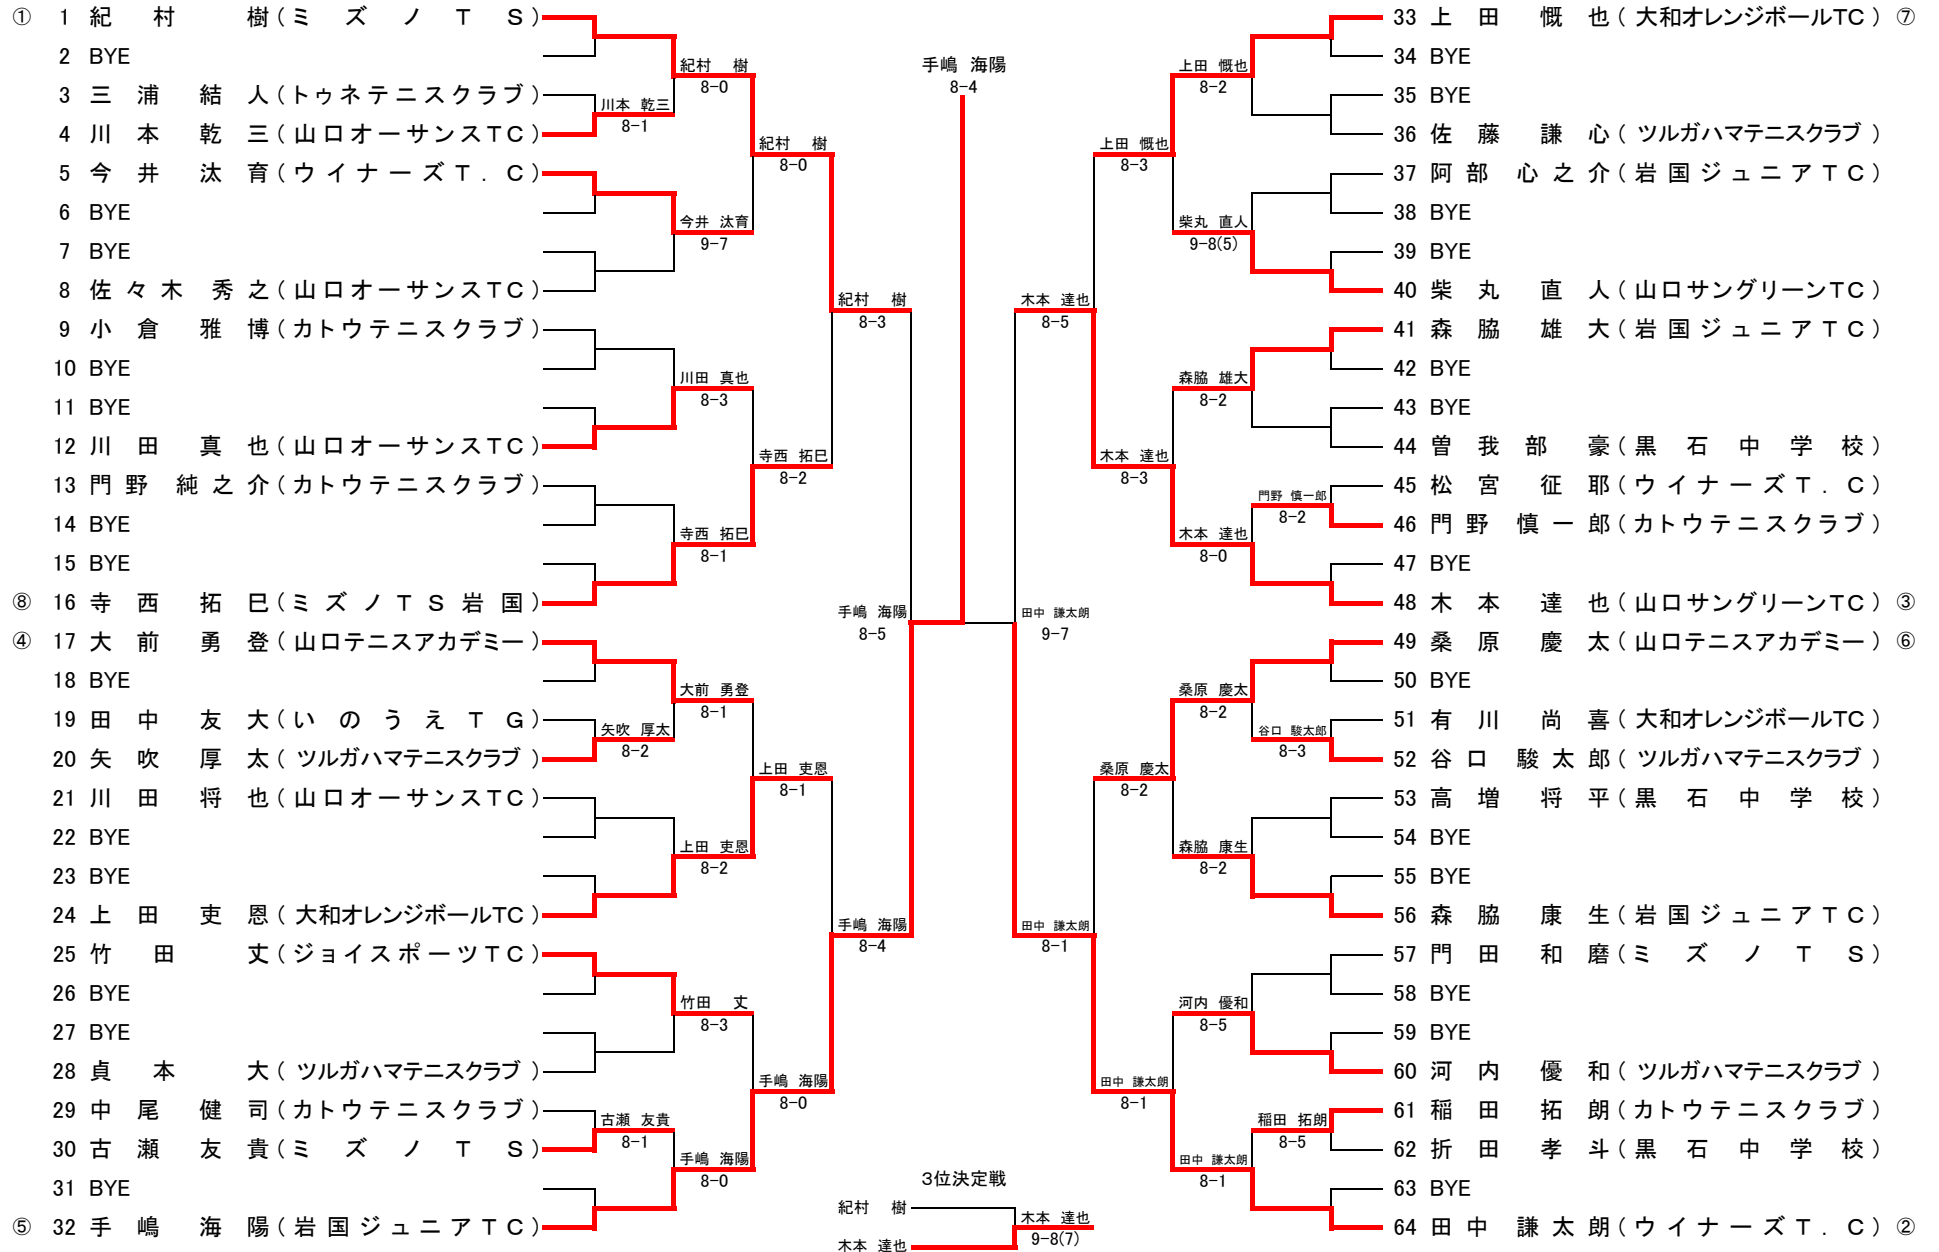 ① 1 紀村 樹 (ミズノTS)
2 BYE
3 三浦 結人 (トゥネテニスクラブ)
4 川本 乾三 (山口オーサンスTC)
5 今井 汰育 (ウイナーズT.C)
6 BYE
7 BYE
8 佐々木 秀之 (山口オーサンスTC)
9 小倉 雅博 (カトウテニスクラブ)
10 BYE
11 BYE
12 川田 真也 (山口オーサンスTC)
13 門野 純之介 (カトウテニスクラブ)
14 BYE
15 BYE
⑧ 16 寺西 拓巳 (ミズノTS岩国)
④ 17 大前 勇登 (山口テニスアカデミー)
18 BYE
19 田中 友大 (いのうえTG)
20 矢吹 厚太 (ツルガハマテニスクラブ)
21 川田 将也 (山口オーサンスTC)
22 BYE
23 BYE
24 上田 吏恩 (大和オレンジボールTC)
25 竹田 丈 (ジョイスポーツTC)
26 BYE
27 BYE
28 貞本 大 (ツルガハマテニスクラブ)
29 中尾 健司 (カトウテニスクラブ)
30 古瀬 友貴 (ミズノTS)
31 BYE
⑤ 32 手嶋 海陽 (岩国ジュニアTC)
川本 乾三
8-1
矢吹 厚太
8-2
古瀬 友貴
8-1
紀村 樹
8-0
今井 汰育
9-7
川田 真也
8-3
寺西 拓巳
8-1
大前 勇登
8-1
上田 吏恩
8-2
竹田 丈
8-3
手嶋 海陽
8-0
紀村 樹
8-0
寺西 拓巳
8-2
上田 吏恩
8-1
手嶋 海陽
8-0
紀村 樹
8-3
手嶋 海陽
8-4
手嶋 海陽
8-5
手嶋 海陽
8-4
田中 謙太朗
9-7
木本 達也
8-5
田中 謙太朗
8-1
上田 慨也
8-3
木本 達也
8-3
桑原 慶太
8-2
田中 謙太朗
8-1
上田 慨也
8-2
柴丸 直人
9-8(5)
森脇 雄大
8-2
木本 達也
8-0
桑原 慶太
8-2
森脇 康生
8-2
河内 優和
8-5
田中 謙太朗
8-1
門野 慎一郎
8-2
谷口 駿太郎
8-3
稲田 拓朗
8-5
33 上田 慨也 (大和オレンジボールTC) ⑦
34 BYE
35 BYE
36 佐藤 謙心 (ツルガハマテニスクラブ)
37 阿部 心之介 (岩国ジュニアTC)
38 BYE
39 BYE
40 柴丸 直人 (山口サングリーンTC)
41 森脇 雄大 (岩国ジュニアTC)
42 BYE
43 BYE
44 曽我部 豪 (黒石中学校)
45 松宮 征耶 (ウイナーズT.C)
46 門野 慎一郎 (カトウテニスクラブ)
47 BYE
48 木本 達也 (山口サングリーンTC) ③
49 桑原 慶太 (山口テニスアカデミー) ⑥
50 BYE
51 有川 尚喜 (大和オレンジボールTC)
52 谷口 駿太郎 (ツルガハマテニスクラブ)
53 高増 将平 (黒石中学校)
54 BYE
55 BYE
56 森脇 康生 (岩国ジュニアTC)
57 門田 和磨 (ミズノTS)
58 BYE
59 BYE
60 河内 優和 (ツルガハマテニスクラブ)
61 稲田 拓朗 (カトウテニスクラブ)
62 折田 孝斗 (黒石中学校)
63 BYE
64 田中 謙太朗 (ウイナーズT.C) ②
3位決定戦
紀村 樹
木本 達也
木本 達也
9-8(7)